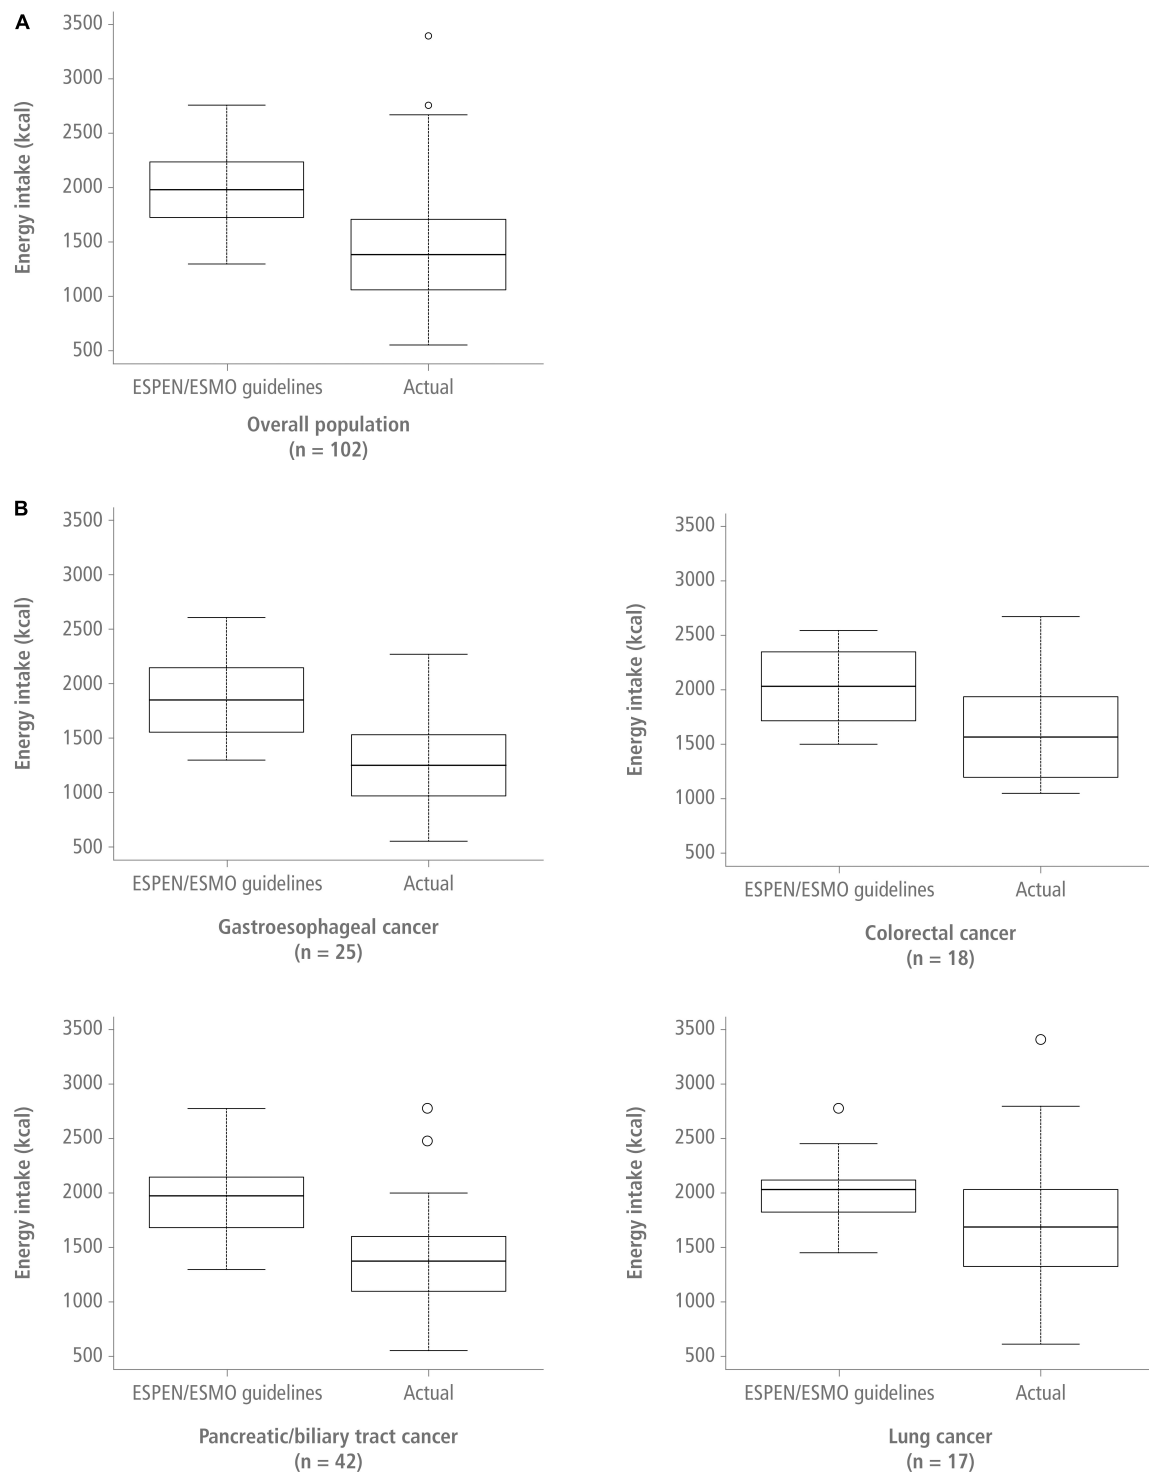 A
Energy intake (kcal)
3500
3000
2500
2000
1500
1000
500
ESPEN/ESMO guidelines
Actual
Overall population
(n = 102)
B
Energy intake (kcal)
3500
3000
2500
2000
1500
1000
500
ESPEN/ESMO guidelines
Actual
Gastroesophageal cancer
(n = 25)
Energy intake (kcal)
3500
3000
2500
2000
1500
1000
500
ESPEN/ESMO guidelines
Actual
Colorectal cancer
(n = 18)
Energy intake (kcal)
3500
3000
2500
2000
1500
1000
500
ESPEN/ESMO guidelines
Actual
Pancreatic/biliary tract cancer
(n = 42)
Energy intake (kcal)
3500
3000
2500
2000
1500
1000
500
ESPEN/ESMO guidelines
Actual
Lung cancer
(n = 17)